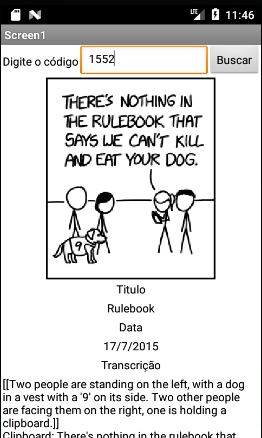 LTE 11:46
Screen1
Digite o código 1552 Buscar
THERE'S NOTHING IN
THE RULEBOOK THAT
SAYS WE CAN'T KILL
AND EAT YOUR DOG.
9
Titulo
Rulebook
Data
17/7/2015
Transcrição
[[Two people are standing on the left, with a dog
in a vest with a '9' on its side. Two other people
are facing them on the right, one is holding a
clipboard.]]
Clipboard: There's nothing in the rulebook that